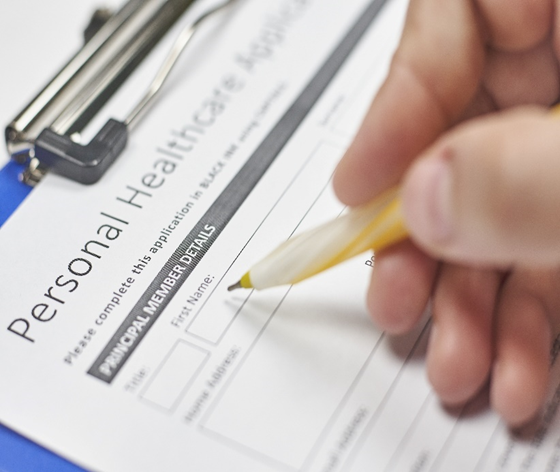 Personal Healthcare Applica
Please complete this application in BLACK INK using CAPITALS
PRINCIPAL MEMBER DETAILS
Title:
First Name:
Home Address: